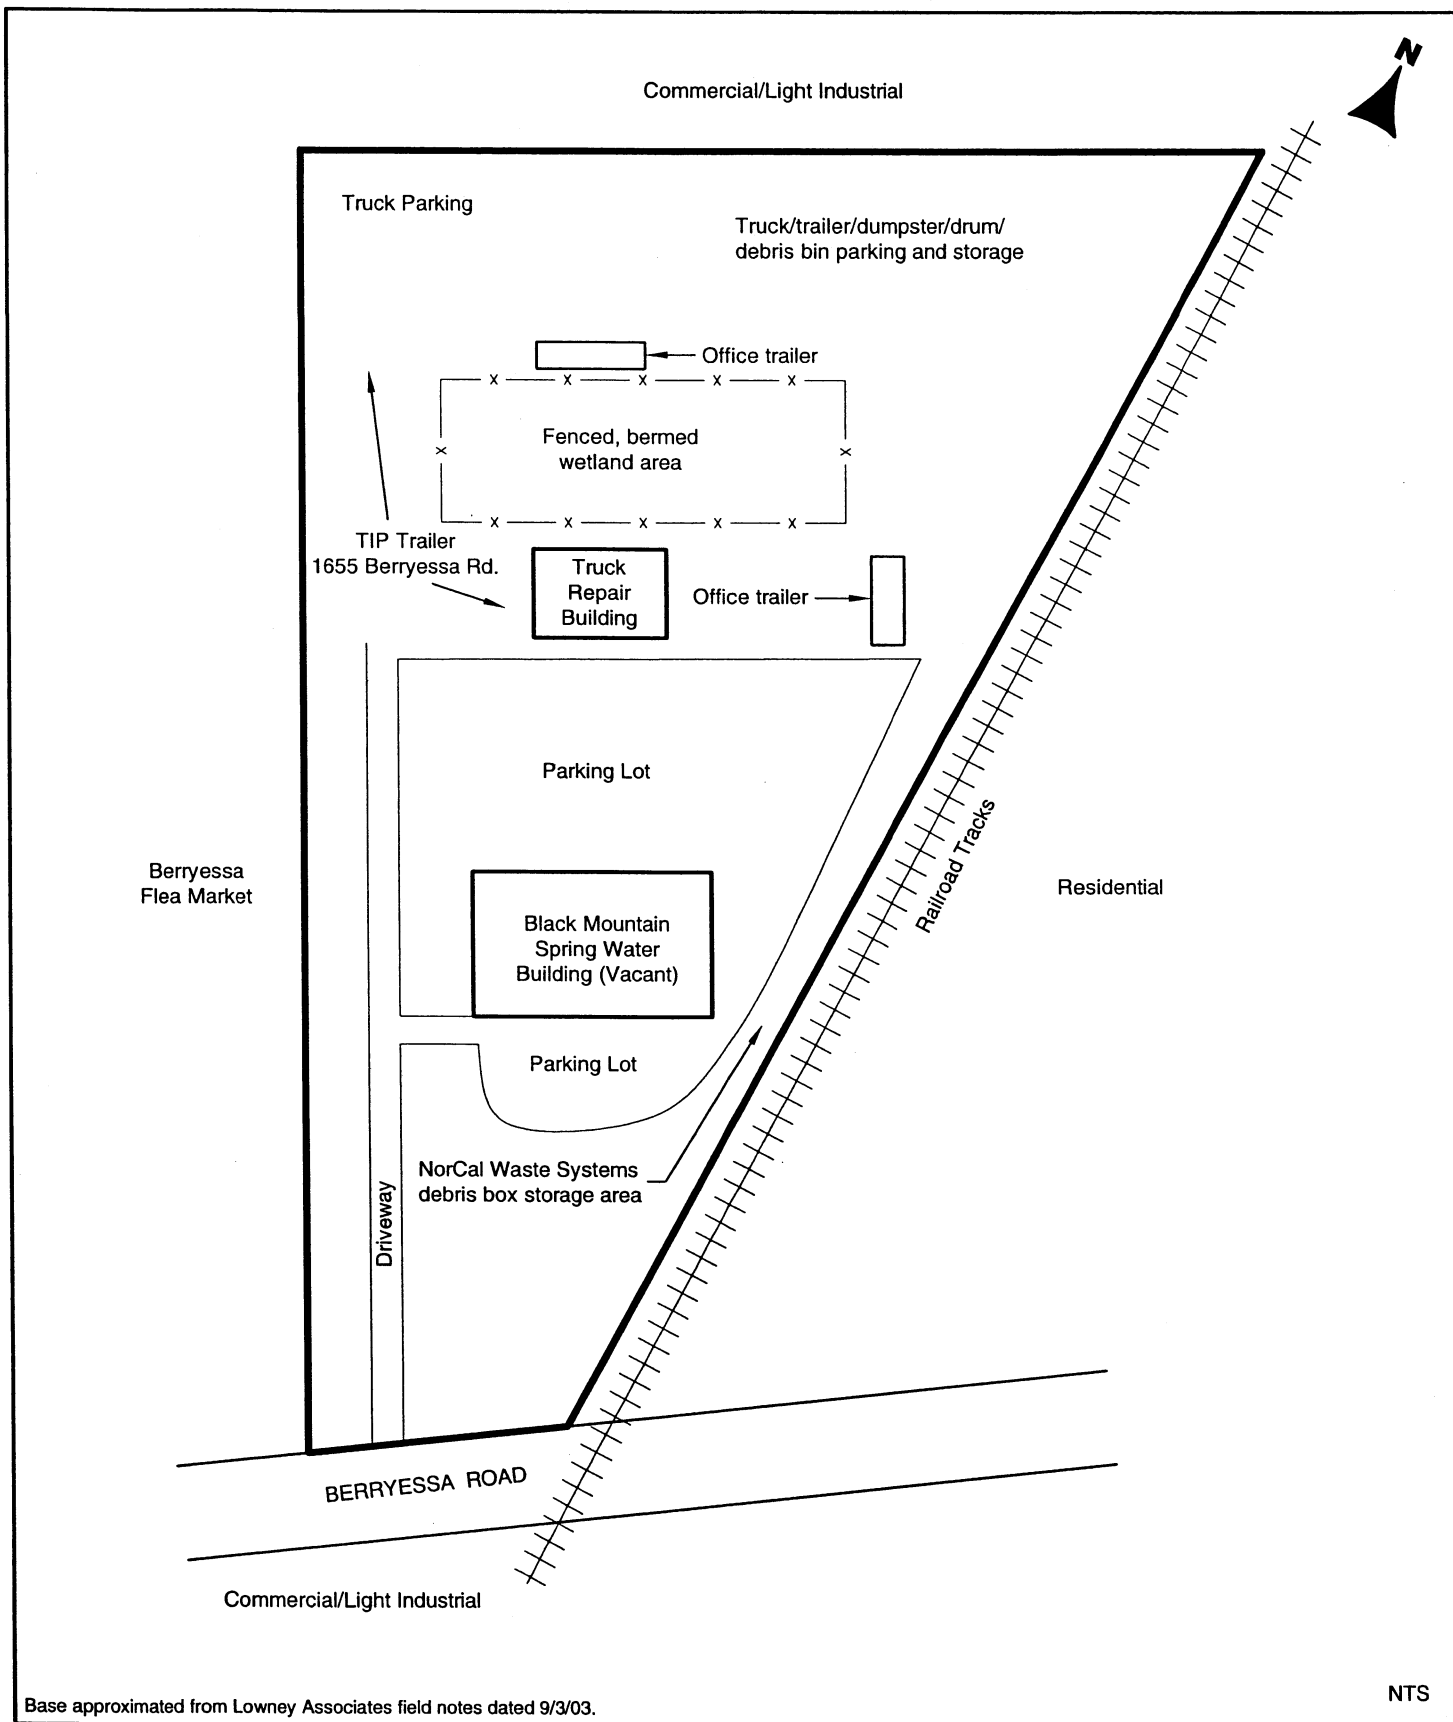 N
Commercial/Light Industrial
Truck Parking
Truck/trailer/dumpster/drum/
debris bin parking and storage
Office trailer
Fenced, bermed
wetland area
TIP Trailer
1655 Berryessa Rd.
Truck
Repair
Building
Office trailer
Parking Lot
Railroad Tracks
Berryessa
Flea Market
Residential
Black Mountain
Spring Water
Building (Vacant)
Parking Lot
NorCal Waste Systems
debris box storage area
Driveway
BERRYESSA ROAD
Commercial/Light Industrial
Base approximated from Lowney Associates field notes dated 9/3/03.
NTS